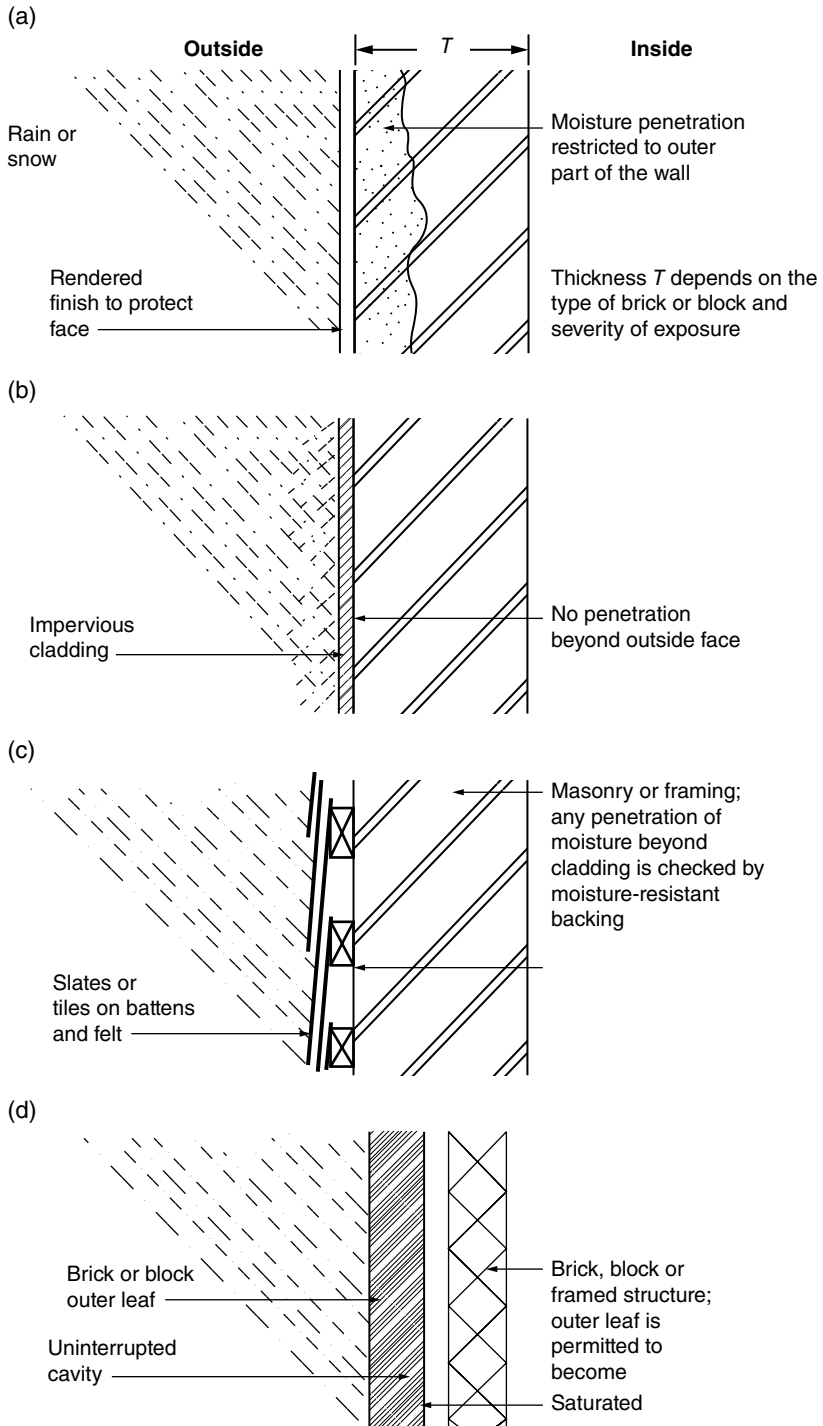 (a)
Outside
T
Inside
Rain or
snow
Moisture penetration
restricted to outer
part of the wall
Rendered
finish to protect
face
Thickness T depends on the
type of brick or block and
severity of exposure
(b)
Impervious
cladding
No penetration
beyond outside face
(c)
Masonry or framing;
any penetration of
moisture beyond
cladding is checked by
moisture-resistant
backing
Slates or
tiles on battens
and felt
(d)
Brick or block
outer leaf
Uninterrupted
cavity
Brick, block or
framed structure;
outer leaf is
permitted to
become
Saturated